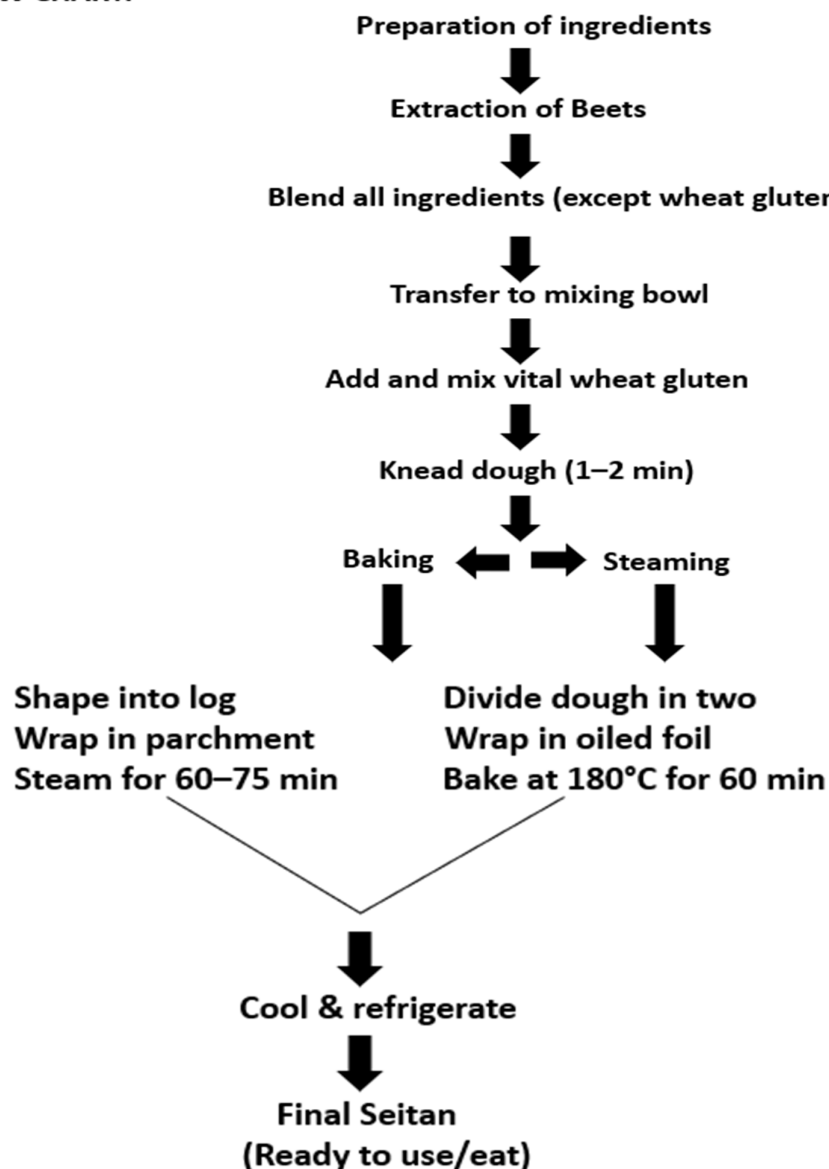 Preparation of ingredients
Extraction of Beets
Blend all ingredients (except wheat gluten
Transfer to mixing bowl
Add and mix vital wheat gluten
Knead dough (1–2 min)
Baking
Steaming
Shape into log
Wrap in parchment
Steam for 60–75 min
Divide dough in two
Wrap in oiled foil
Bake at 180°C for 60 min
Cool & refrigerate
Final Seitan
(Ready to use/eat)